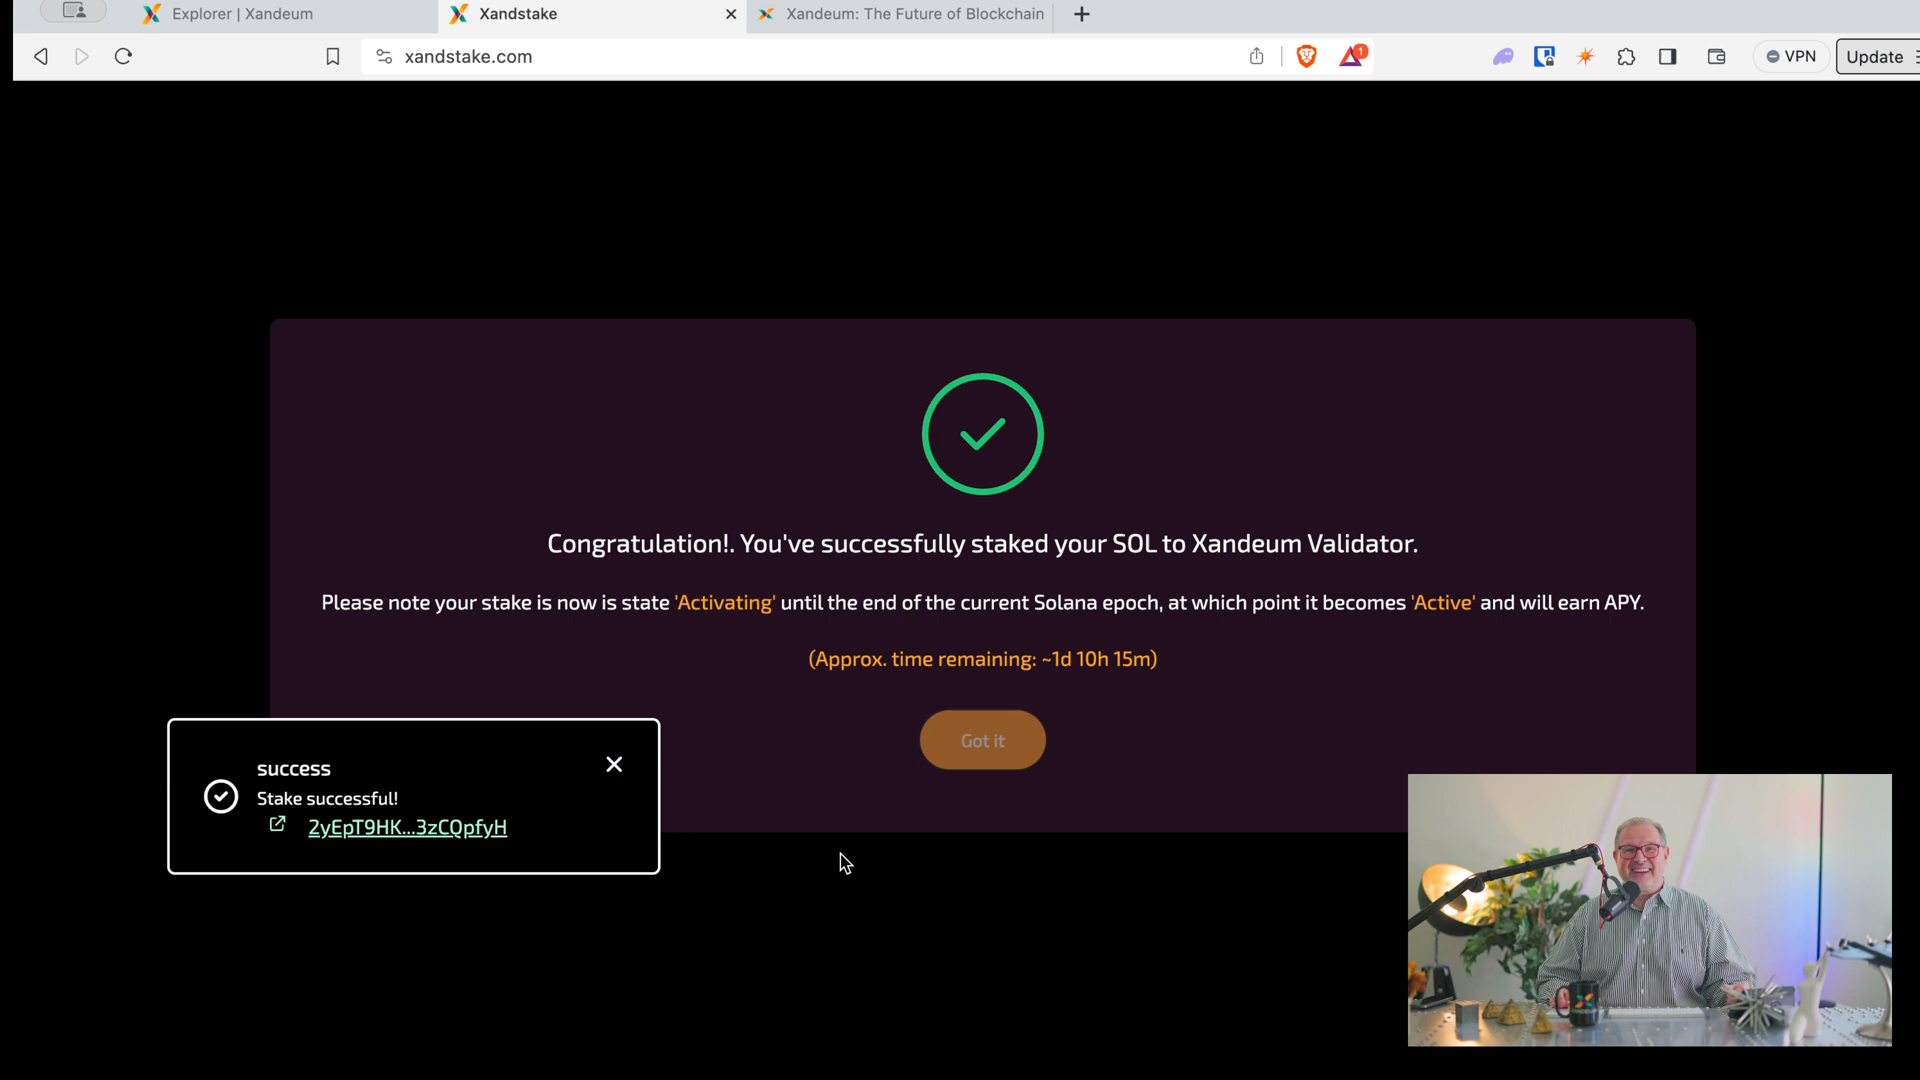 Explorer | Xandeum
Xandstake
Xandeum: The Future of Blockchain
xandstake.com
1
VPN
Update
Congratulation!. You've successfully staked your SOL to Xandeum Validator.
Please note your stake is now is state 'Activating' until the end of the current Solana epoch, at which point it becomes 'Active' and will earn APY.
(Approx. time remaining: ~1d 10h 15m)
Got it
success
Stake successful!
2yEpT9HK...3zCQpfyH
XANDEUM